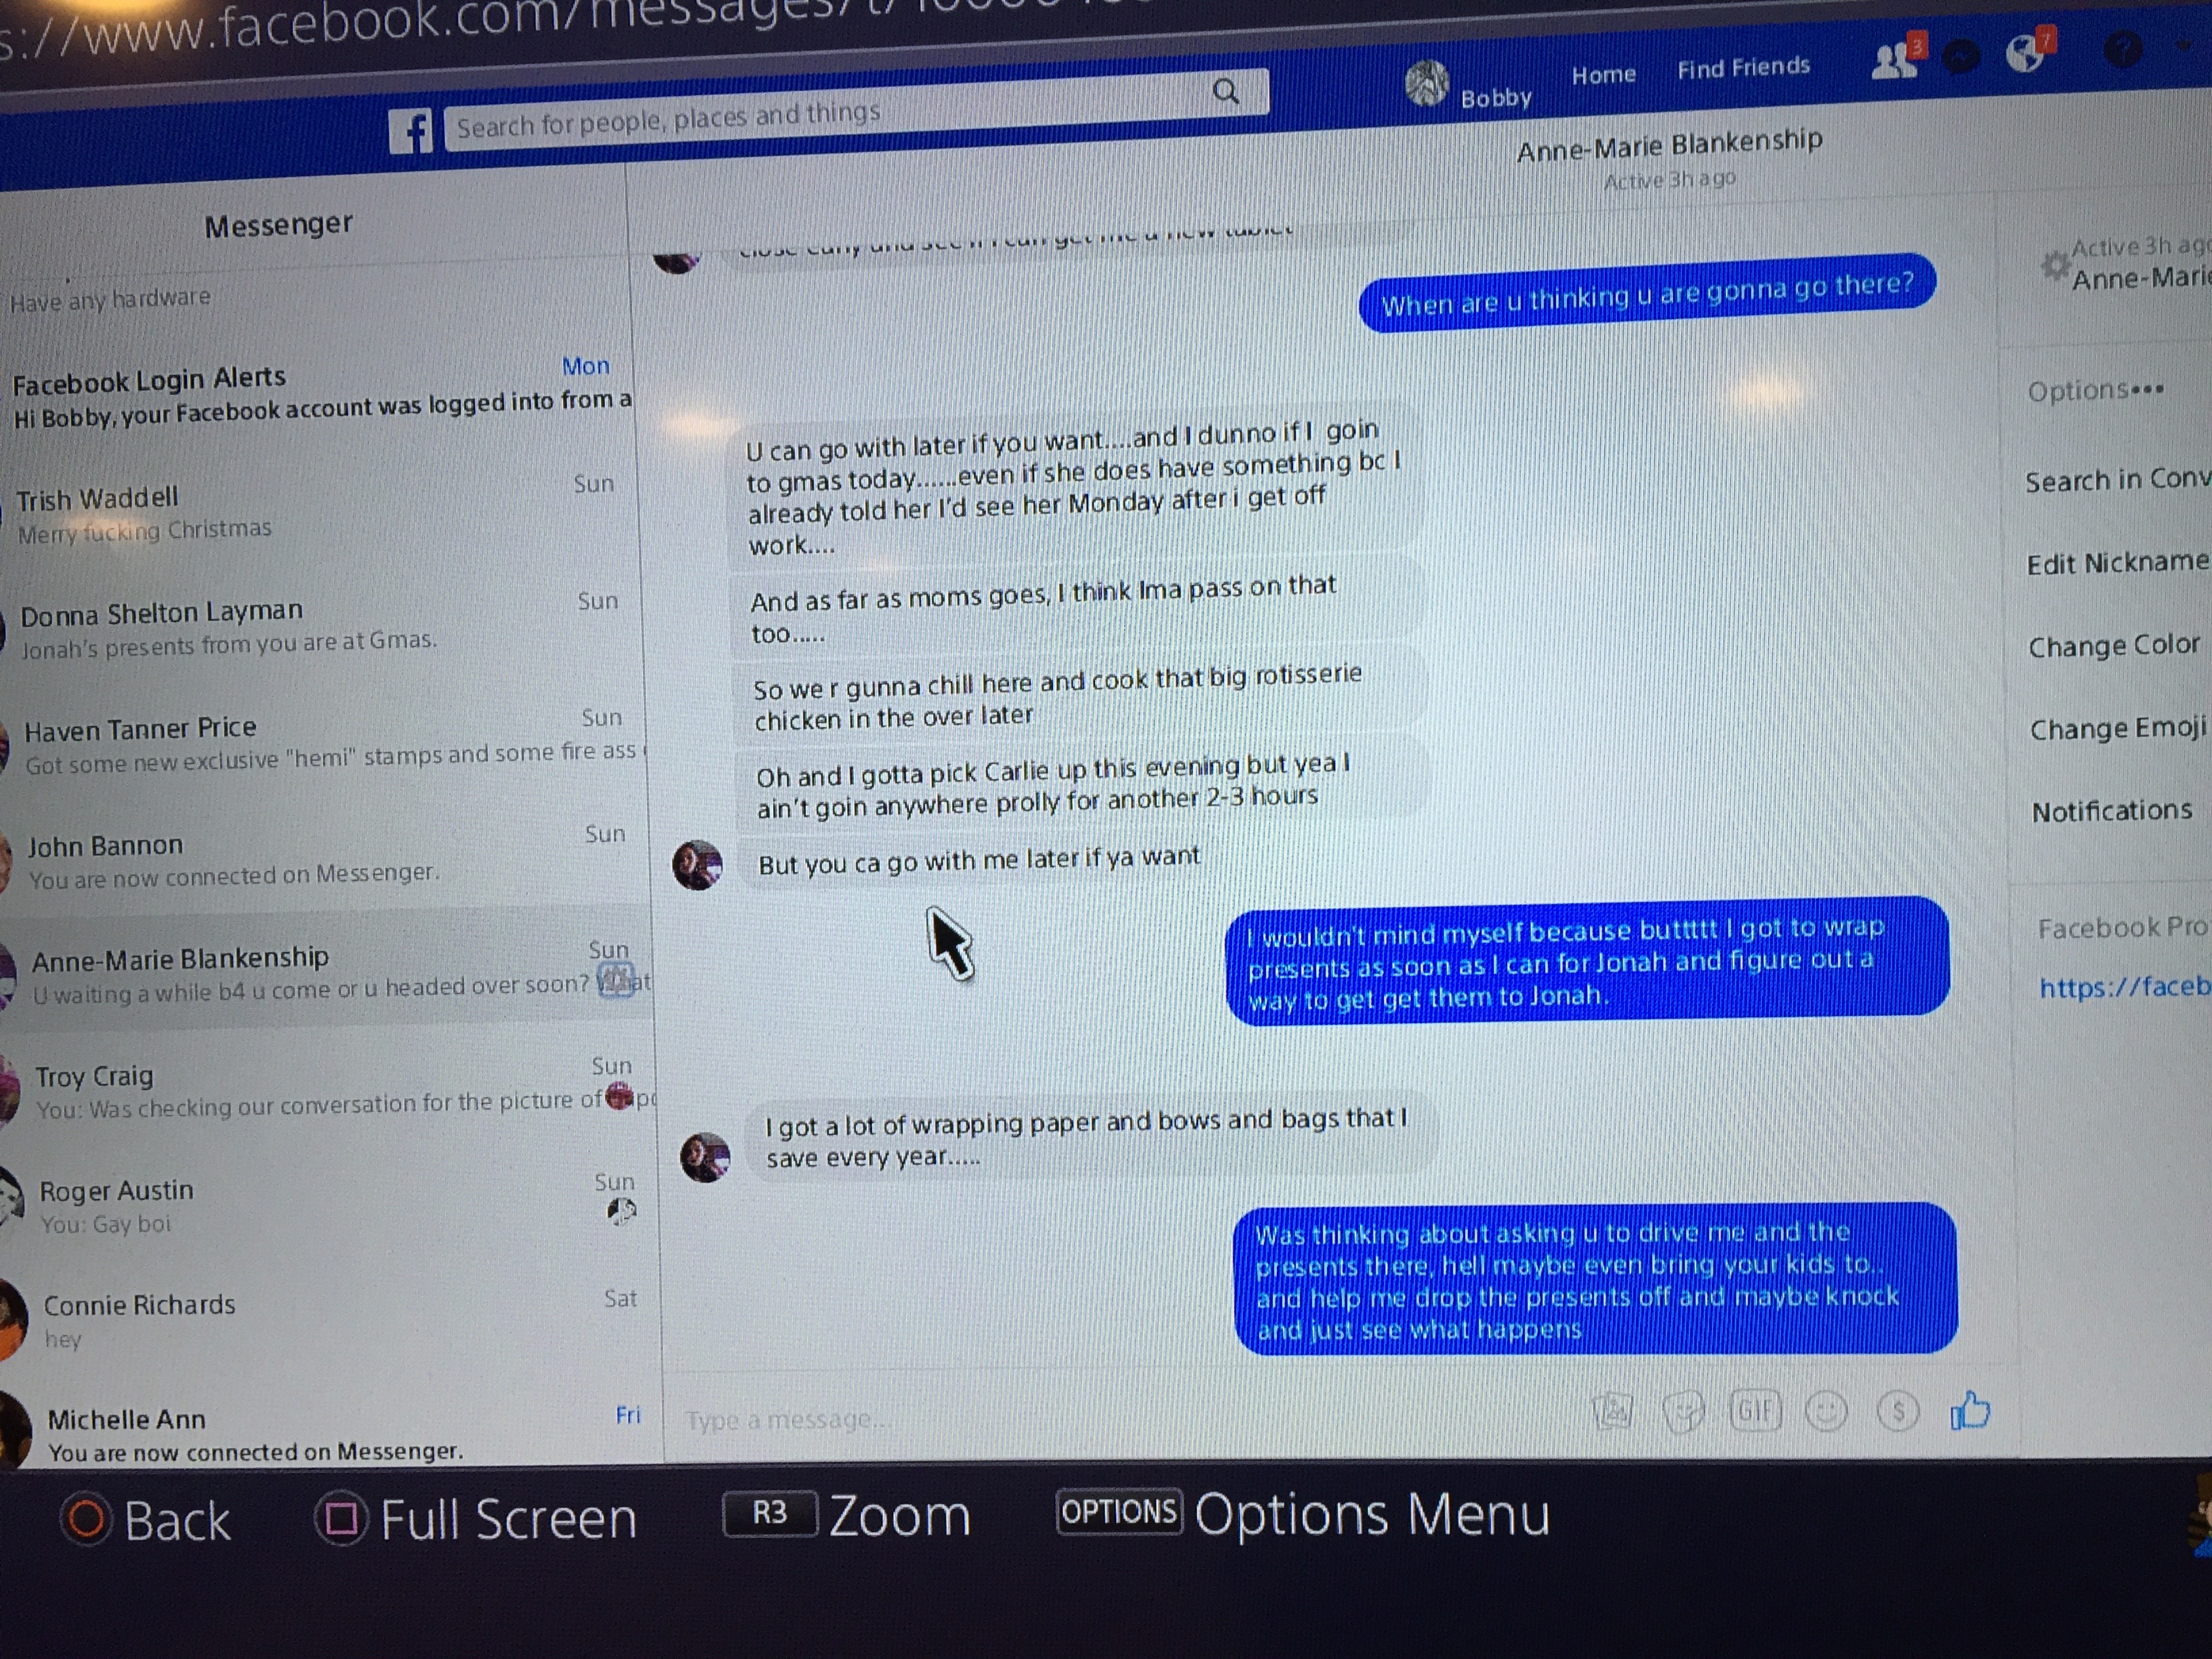 s://www.facebook.com/messages/t/
Search for people, places and things
Bobby
Home
Find Friends
3
7
?
Messenger
Have any hardware
Facebook Login Alerts
Mon
Hi Bobby, your Facebook account was logged into from a
Trish Waddell
Sun
Merry fucking Christmas
Donna Shelton Layman
Sun
Jonah's presents from you are at Gmas.
Haven Tanner Price
Sun
Got some new exclusive "hemi" stamps and some fire ass
John Bannon
Sun
You are now connected on Messenger.
Anne-Marie Blankenship
Sun
U waiting a while b4 u come or u headed over soon?
Troy Craig
Sun
You: Was checking our conversation for the picture of
Roger Austin
Sun
You: Gay boi
Connie Richards
Sat
hey
Michelle Ann
Fri
You are now connected on Messenger.
Anne-Marie Blankenship
Active 3h ago
close early and see if I can get me a new tablet
When are u thinking u are gonna go there?
U can go with later if you want....and I dunno if I goin
to gmas today......even if she does have something bc I
already told her I'd see her Monday after i get off
work....
And as far as moms goes, I think Ima pass on that
too.....
So we r gunna chill here and cook that big rotisserie
chicken in the over later
Oh and I gotta pick Carlie up this evening but yea I
ain't goin anywhere prolly for another 2-3 hours
But you ca go with me later if ya want
I wouldn't mind myself because buttttt I got to wrap
presents as soon as I can for Jonah and figure out a
way to get get them to Jonah.
I got a lot of wrapping paper and bows and bags that I
save every year.....
Was thinking about asking u to drive me and the
presents there, hell maybe even bring your kids to..
and help me drop the presents off and maybe knock
and just see what happens
Type a message...
GIF
$
Active 3h ago
Anne-Marie
Options•••
Search in Conv
Edit Nickname
Change Color
Change Emoji
Notifications
Facebook Pro
https://faceb
Back
Full Screen
R3 Zoom
OPTIONS Options Menu